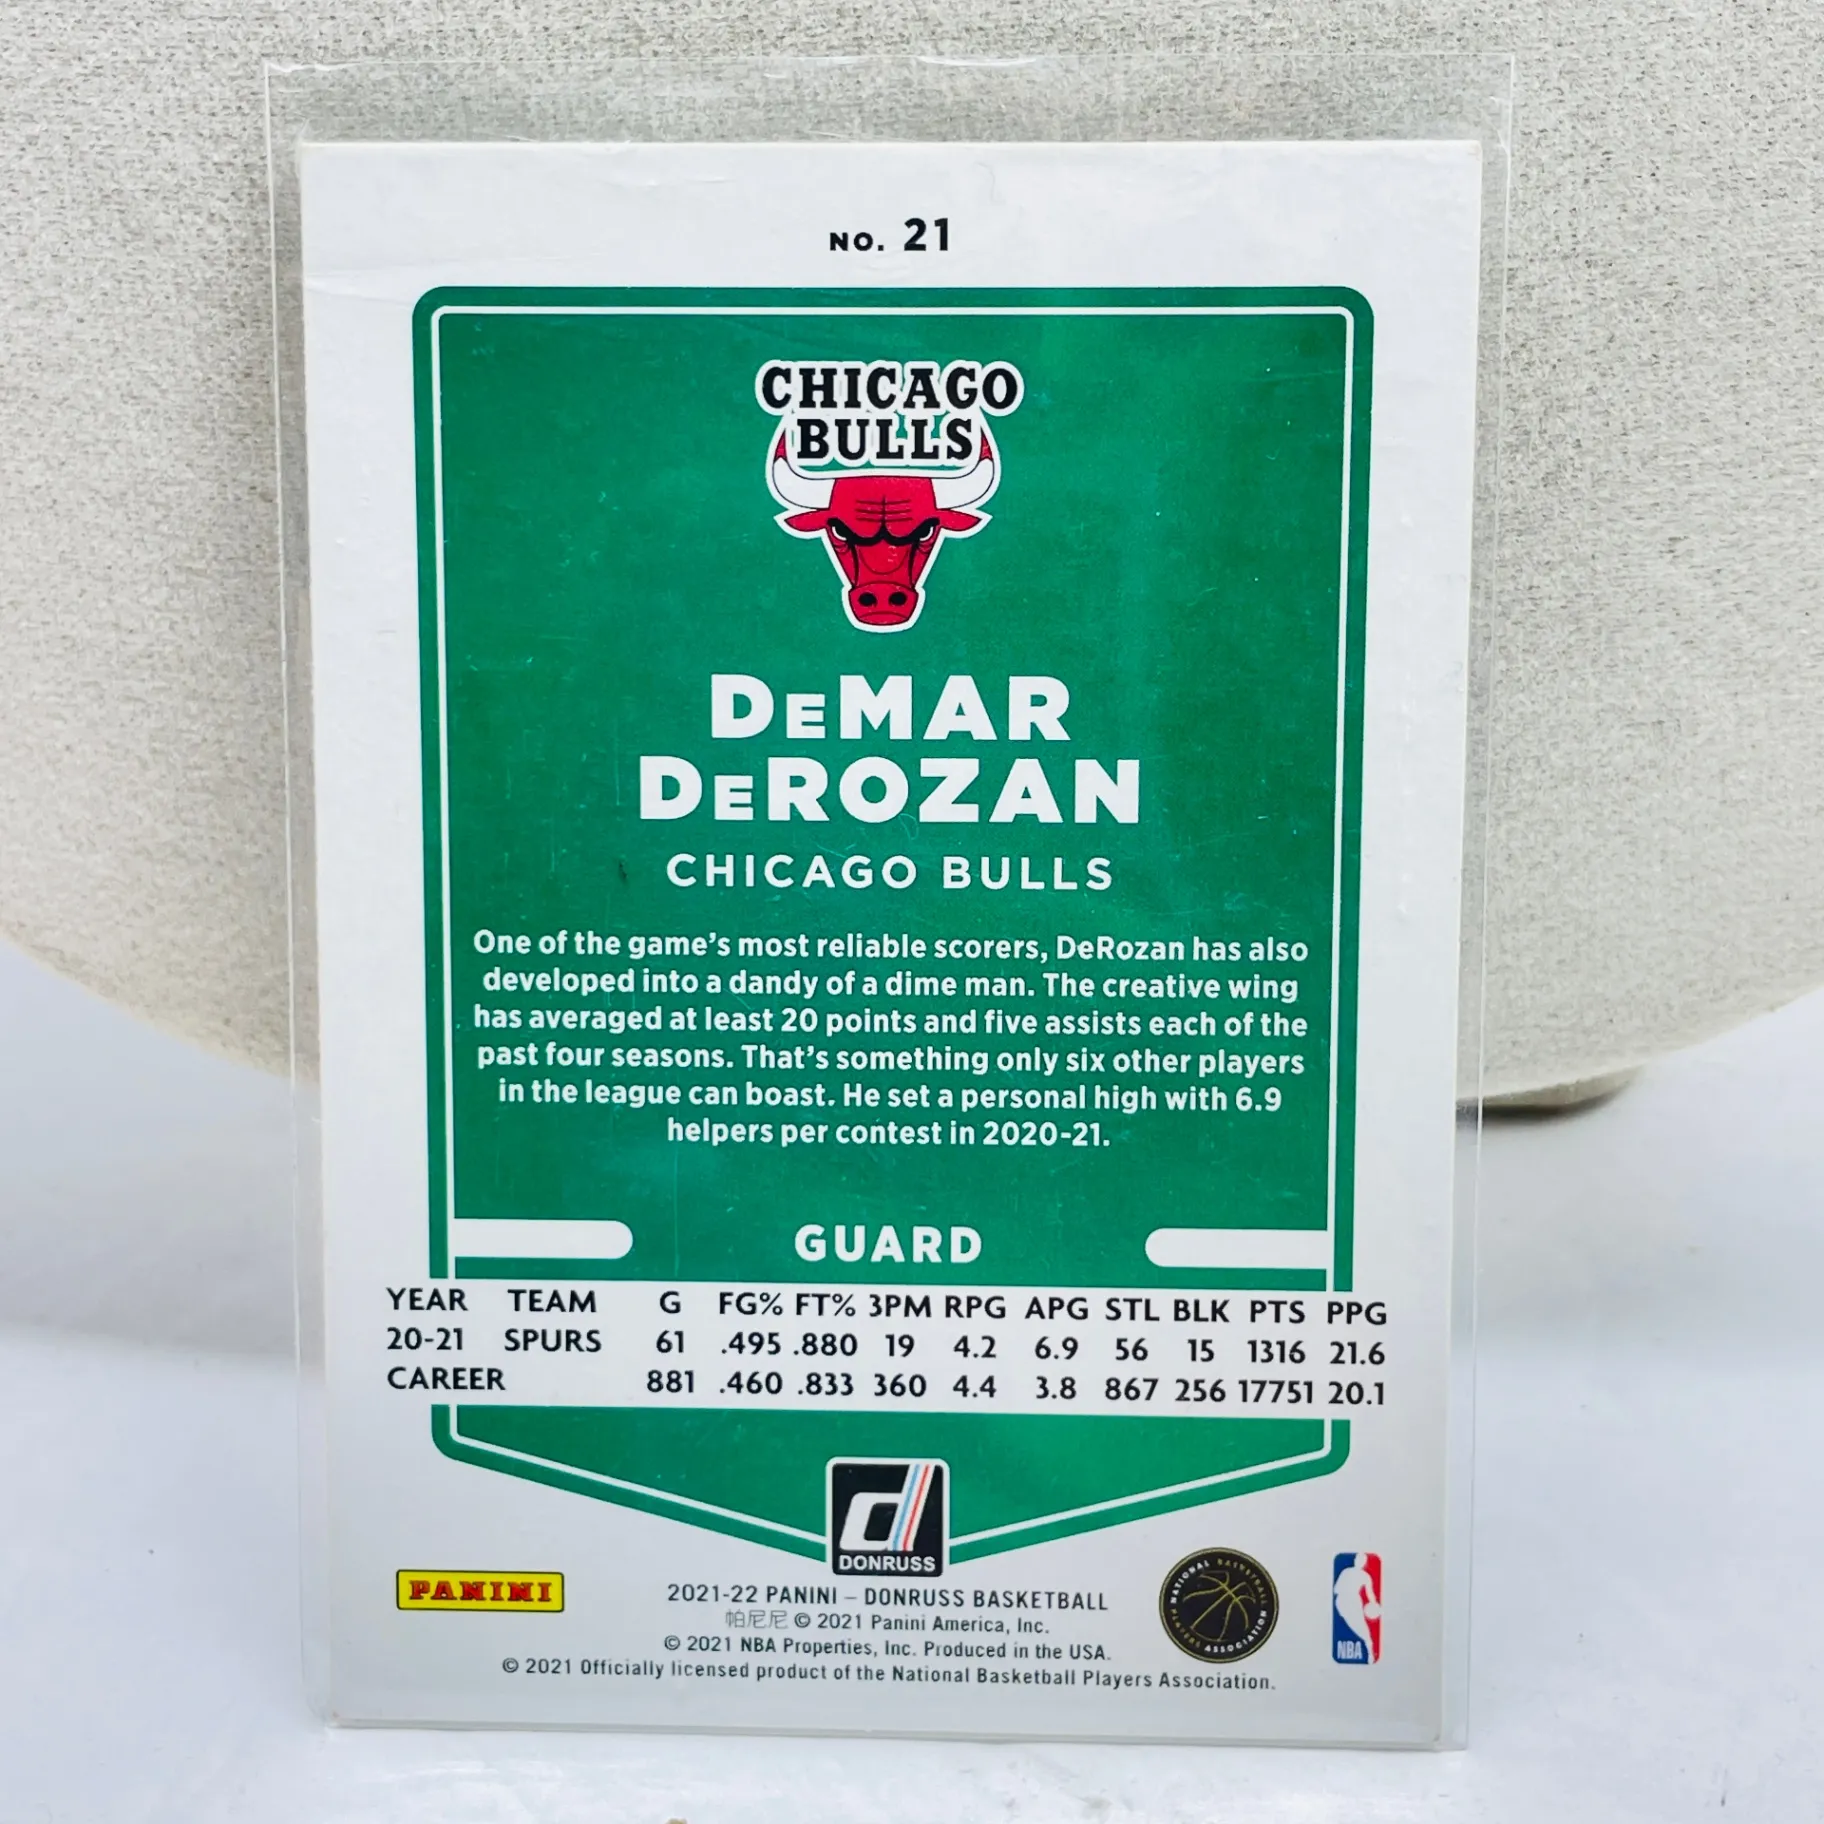 NO. 21
CHICAGO
BULLS
DEMAR
DEROZAN
CHICAGO BULLS
One of the game's most reliable scorers, DeRozan has also
developed into a dandy of a dime man. The creative wing
has averaged at least 20 points and five assists each of the
past four seasons. That's something only six other players
in the league can boast. He set a personal high with 6.9
helpers per contest in 2020-21.
GUARD
YEAR TEAM G FG% FT% 3PM RPG APG STL BLK PTS PPG
20-21 SPURS 61 .495 .880 19 4.2 6.9 56 15 1316 21.6
CAREER 881 .460 .833 360 4.4 3.8 867 256 17751 20.1
DONRUSS
PANINI
2021-22 PANINI – DONRUSS BASKETBALL
帕尼尼 © 2021 Panini America, Inc.
© 2021 NBA Properties, Inc. Produced in the USA.
© 2021 Officially licensed product of the National Basketball Players Association.
NATIONAL BASKETBALL
PLAYERS ASSOCIATION
NBA